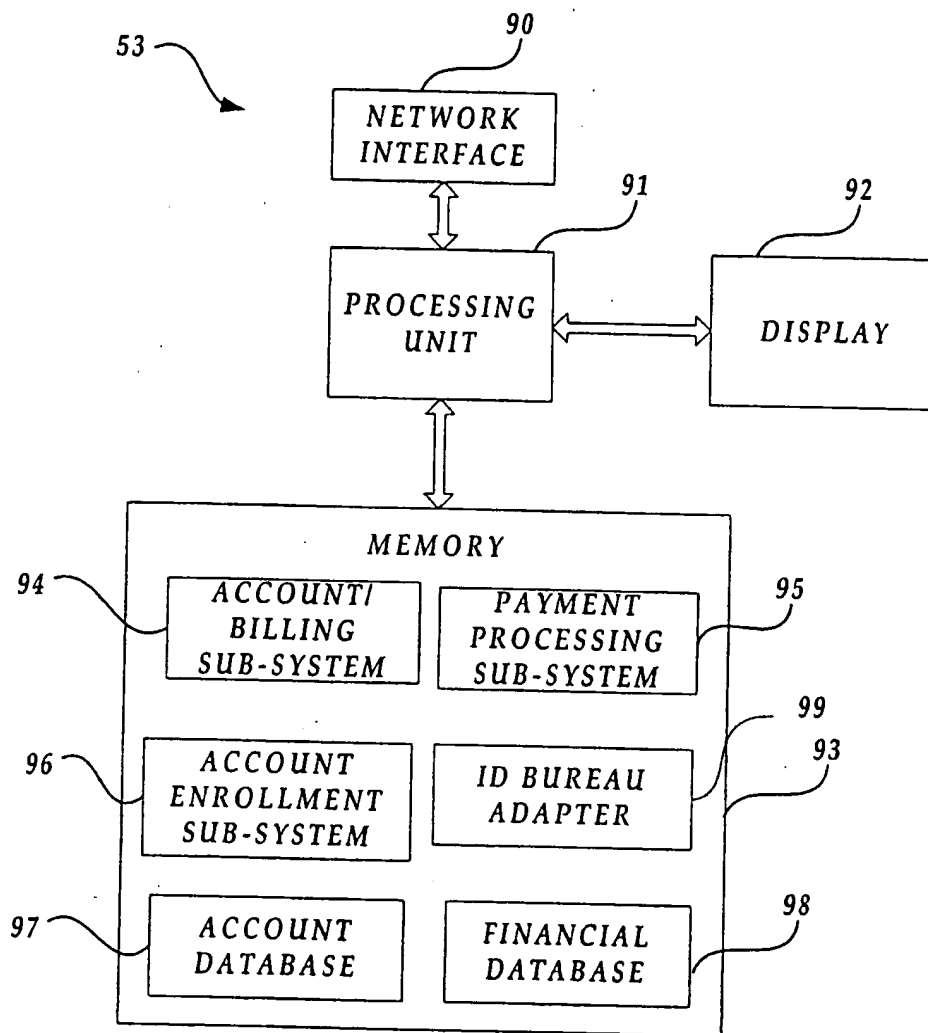 90
53
NETWORK
INTERFACE
91
92
PROCESSING
UNIT
DISPLAY
MEMORY
94
ACCOUNT/
BILLING
SUB-SYSTEM
PAYMENT
PROCESSING
SUB-SYSTEM
95
99
93
96
ACCOUNT
ENROLLMENT
SUB-SYSTEM
ID BUREAU
ADAPTER
97
ACCOUNT
DATABASE
FINANCIAL
DATABASE
98